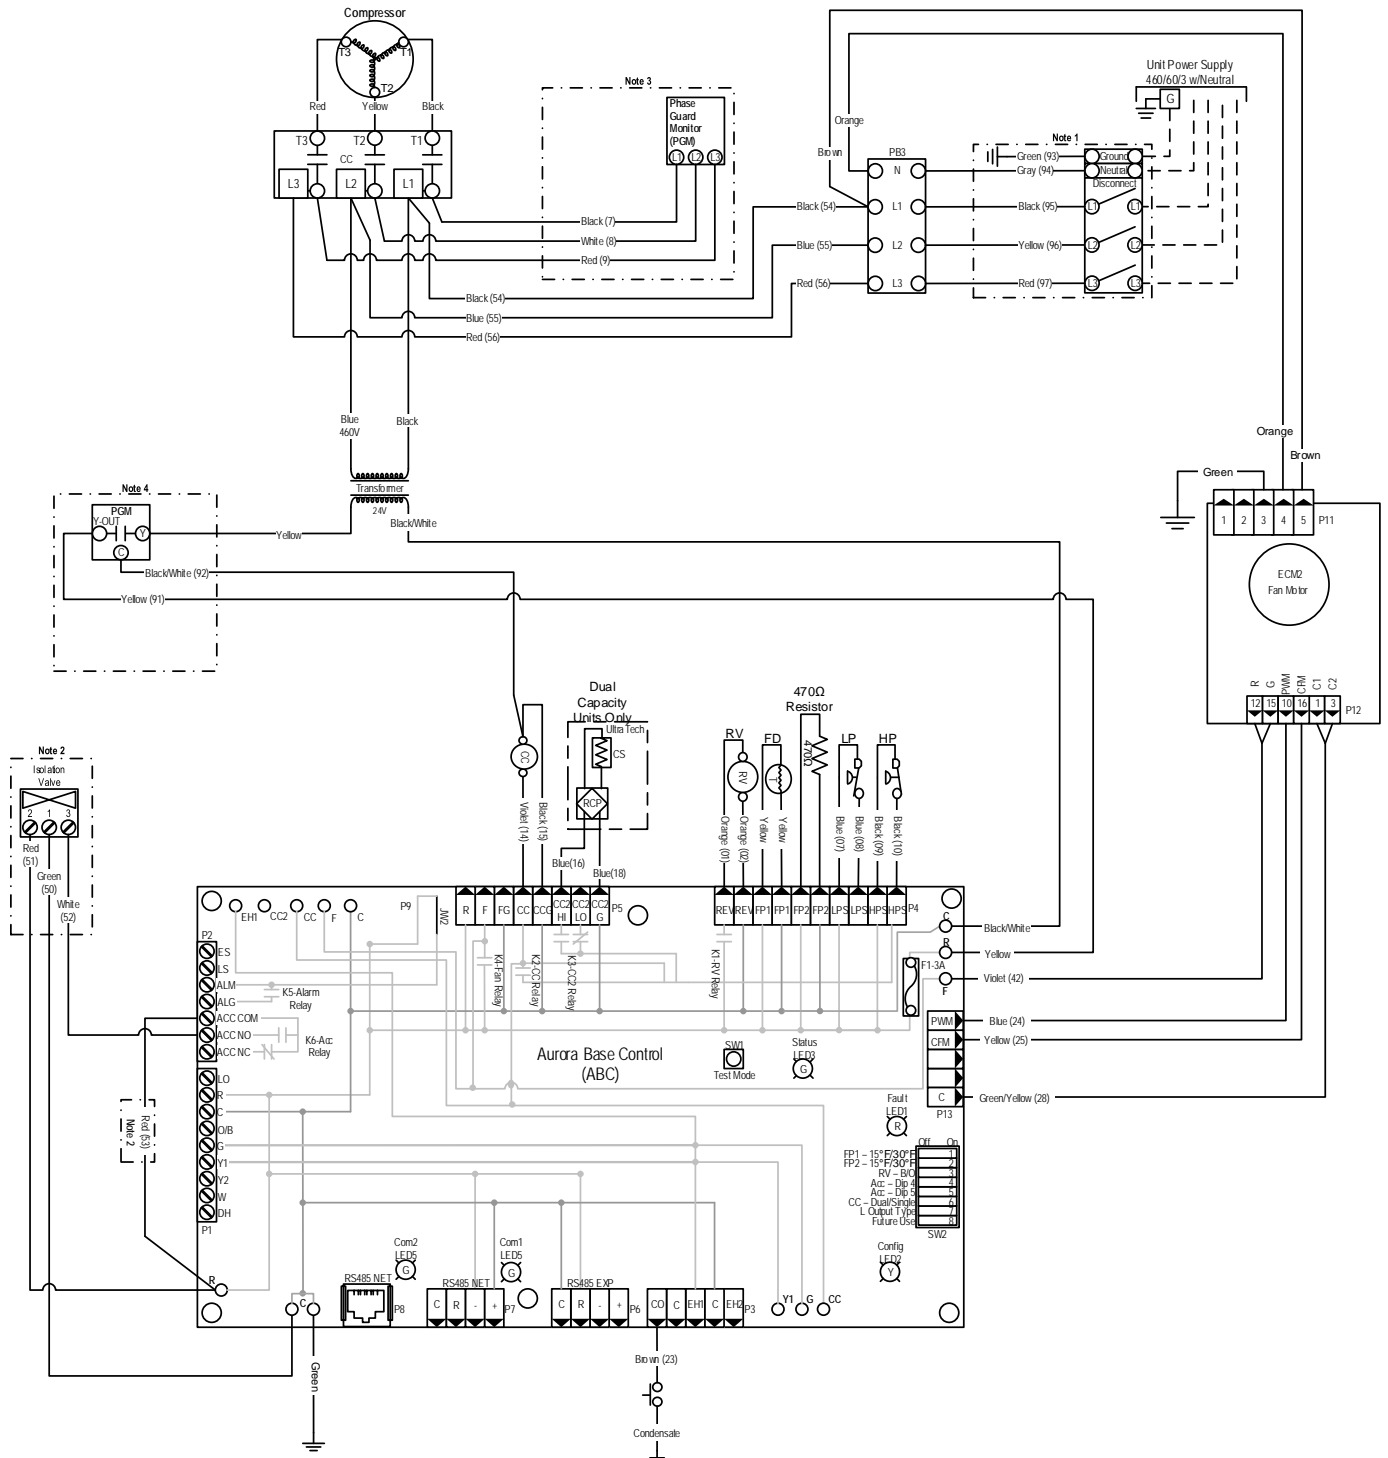 Compressor
T3
T1
T2
Red
Yellow
Black
T3
T2
T1
CC
L3
L2
L1
Note 3
Phase
Guard
Monitor
(PGM)
L1
L2
L3
Black (7)
White (8)
Red (9)
Black (54)
Blue (55)
Red (56)
Orange
Brown
PB3
N
L1
L2
L3
Black (54)
Blue (55)
Red (56)
Unit Power Supply
460/60/3 w/Neutral
G
Note 1
Green (93)
Gray (94)
Black (95)
Yellow (96)
Red (97)
Ground
Neutral
Disconnect
L1
L1
L2
L2
L3
L3
Blue
460V
Black
Transformer
24V
Black/White
Yellow
Note 4
PGM
Y-OUT
Y
C
Black/White (92)
Yellow (91)
Orange
Brown
Green
1
2
3
4
5
P11
ECM2
Fan Motor
R
G
PWM
CFM
C1
C2
12
15
10
16
1
3
P12
Note 2
Isolation
Valve
2
1
3
Red
(51)
Green
(50)
White
(52)
CC
Violet (14)
Black (15)
Dual
Capacity
Units Only
UltraTech
CS
RCP
Blue(16)
Blue(18)
RV
RV
Orange (01)
Orange (02)
FD
T
Yellow
Yellow
470Ω
Resistor
470Ω
LP
Blue (07)
Blue (08)
HP
Black (09)
Black (10)
EH1
CC2
CC
F
C
P9
JW2
R
F
FG
CC
CCG
CC2
HI
CC2
LO
CC2
G
P5
REV
REV
FP1
FP1
FP2
FP2
LPS
LPS
HPS
HPS
P4
C
R
F
Black/White
Yellow
Violet (42)
F1-3A
P2
ES
LS
ALM
ALG
ACC COM
ACC NO
ACC NC
K5-Alarm
Relay
K6-Acc
Relay
K4-Fan Relay
K2-CC Relay
K3-CC2 Relay
K1-RV Relay
Aurora Base Control
(ABC)
SW1
Test Mode
Status
LED3
G
PWM
CFM
C
P13
Blue (24)
Yellow (25)
Green/Yellow (28)
LO
R
C
O/B
G
Y1
Y2
W
DH
P1
Red (53)
Note 2
Fault
LED1
R
Off
On
FP1 – 15°F/30°F
FP2 – 15°F/30°F
RV – B/O
Acc – Dip 4
Acc – Dip 5
CC – Dual/Single
L Output Type
Future Use
1
2
3
4
5
6
7
8
SW2
Config
LED2
Y
R
C
Com2
LED5
G
RS485 NET
P8
Com1
LED5
G
RS485 NET
C
R
-
+
P7
RS485 EXP
C
R
-
+
P6
CO
C
EH1
C
EH2
P3
Y1
G
CC
Green
Brown (23)
Condensate